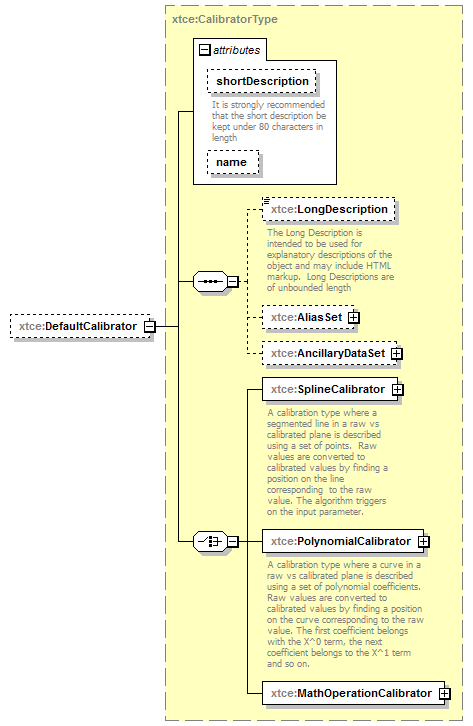 xtce:CalibratorType
attributes
shortDescription
It is strongly recommended
that the short description be
kept under 80 characters in
length
name
xtce:LongDescription
The Long Description is
intended to be used for
explanatory descriptions of the
object and may include HTML
markup.  Long Descriptions are
of unbounded length
xtce:DefaultCalibrator
xtce:AliasSet
xtce:AncillaryDataSet
xtce:SplineCalibrator
A calibration type where a
segmented line in a raw vs
calibrated plane is described
using a set of points.  Raw
values are converted to
calibrated values by finding a
position on the line
corresponding  to the raw
value. The algorithm triggers
on the input parameter.
xtce:PolynomialCalibrator
A calibration type where a curve in a
raw vs calibrated plane is described
using a set of polynomial coefficients.
Raw values are converted to
calibrated values by finding a position
on the curve corresponding to the raw
value. The first coefficient belongs
with the X^0 term, the next
coefficient belongs to the X^1 term
and so on.
xtce:MathOperationCalibrator